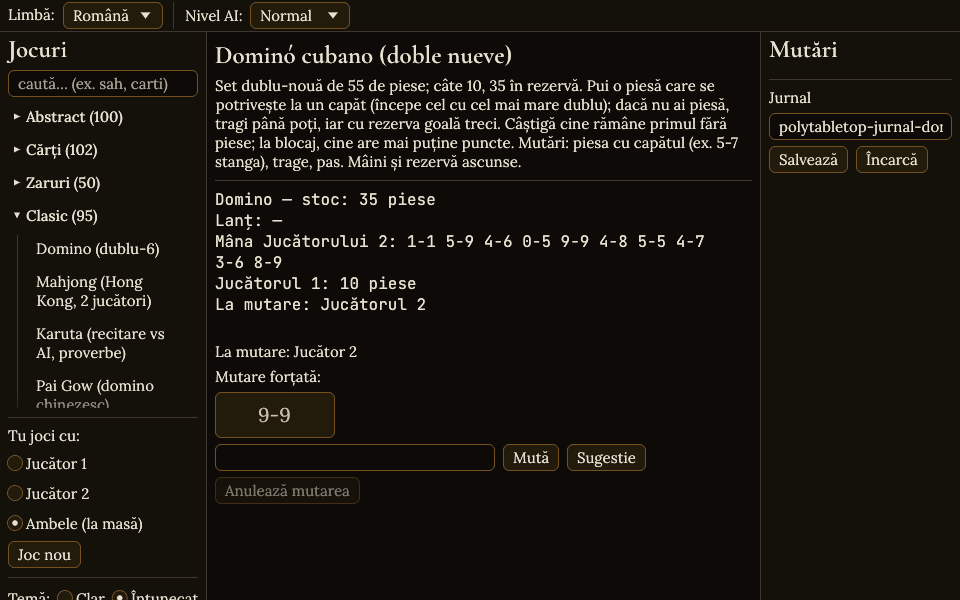 Limbă: Română ▼ Nivel AI: Normal ▼
Jocuri
caută... (ex. sah, carti)
▸ Abstract (100)
▸ Cărți (102)
▸ Zaruri (50)
▾ Clasic (95)
Domino (dublu-6)
Mahjong (Hong
Kong, 2 jucători)
Karuta (recitare vs
AI, proverbe)
Pai Gow (domino
chinezesc)
Tu joci cu:
Jucător 1
Jucător 2
Ambele (la masă)
Joc nou
Temă: Clar Întunecat
Dominó cubano (doble nueve)
Set dublu-nouă de 55 de piese; câte 10, 35 în rezervă. Pui o piesă care se
potrivește la un capăt (începe cel cu cel mai mare dublu); dacă nu ai piesă,
tragi până poți, iar cu rezerva goală treci. Câștigă cine rămâne primul fără
piese; la blocaj, cine are mai puține puncte. Mutări: piesa cu capătul (ex. 5-7
stanga), trage, pas. Mâini și rezervă ascunse.
Domino — stoc: 35 piese
Lanț: —
Mâna Jucătorului 2: 1-1 5-9 4-6 0-5 9-9 4-8 5-5 4-7
3-6 8-9
Jucătorul 1: 10 piese
La mutare: Jucătorul 2
La mutare: Jucător 2
Mutare forțată:
9-9
Mută Sugestie
Anulează mutarea
Mutări
Jurnal
polytabletop-jurnal-do
Salvează Încarcă